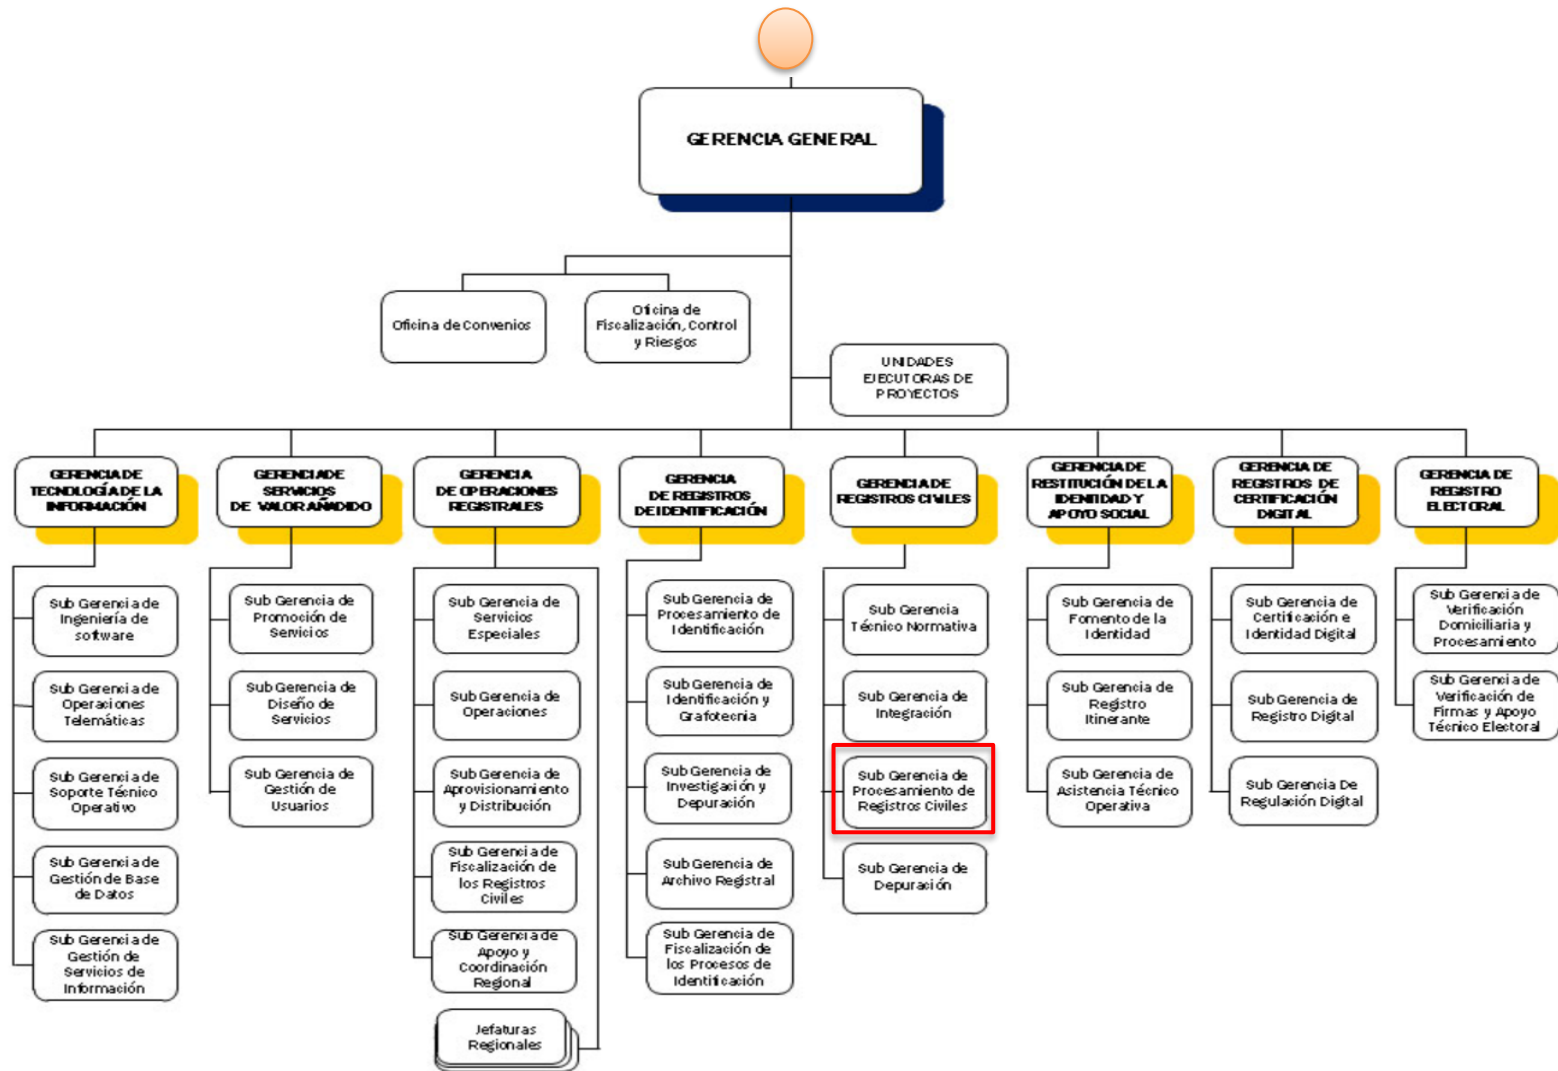 GERENCIA GENERAL
Oficina de Convenios
Oficina de
Fiscalización, Control
y Riesgos
UNIDADES
EJECUTORAS DE
PROYECTOS
GERENCIA DE
TECNOLOGÍA DE LA
INFORMACIÓN
Sub Gerencia de
Ingeniería de
software
Sub Gerencia de
Operaciones
Telemáticas
Sub Gerencia de
Soporte Técnico
Operativo
Sub Gerencia de
Gestión de Base
de Datos
Sub Gerencia de
Gestión de
Servicios de
Información
GERENCIA DE
SERVICIOS
DE VALOR AÑADIDO
Sub Gerencia de
Promoción de
Servicios
Sub Gerencia de
Diseño de
Servicios
Sub Gerencia de
Gestión de
Usuarios
GERENCIA
DE OPERACIONES
REGISTRALES
Sub Gerencia de
Servicios
Especiales
Sub Gerencia de
Operaciones
Sub Gerencia de
Aprovisionamiento
y Distribución
Sub Gerencia de
Fiscalización de
los Registros
Civiles
Sub Gerencia de
Apoyo y
Coordinación
Regional
Jefaturas
Regionales
GERENCIA
DE REGISTROS
DE IDENTIFICACIÓN
Sub Gerencia de
Procesamiento de
Identificación
Sub Gerencia de
Identificación y
Grafotecnia
Sub Gerencia de
Investigación y
Depuración
Sub Gerencia de
Archivo Registral
Sub Gerencia de
Fiscalización de
los Procesos de
Identificación
GERENCIA DE
REGISTROS CIVILES
Sub Gerencia
Técnico Normativa
Sub Gerencia de
Integración
Sub Gerencia de
Procesamiento de
Registros Civiles
Sub Gerencia de
Depuración
GERENCIA DE
RESTITUCIÓN DE LA
IDENTIDAD Y
APOYO SOCIAL
Sub Gerencia de
Fomento de la
Identidad
Sub Gerencia de
Registro
Itinerante
Sub Gerencia de
Asistencia Técnico
Operativa
GERENCIA DE
REGISTROS DE
CERTIFICACIÓN
DIGITAL
Sub Gerencia de
Certificación e
Identidad Digital
Sub Gerencia de
Registro Digital
Sub Gerencia De
Regulación Digital
GERENCIA DE
REGISTRO
ELECTORAL
Sub Gerencia de
Verificación
Domiciliaria y
Procesamiento
Sub Gerencia de
Verificación de
Firmas y Apoyo
Técnico Electoral